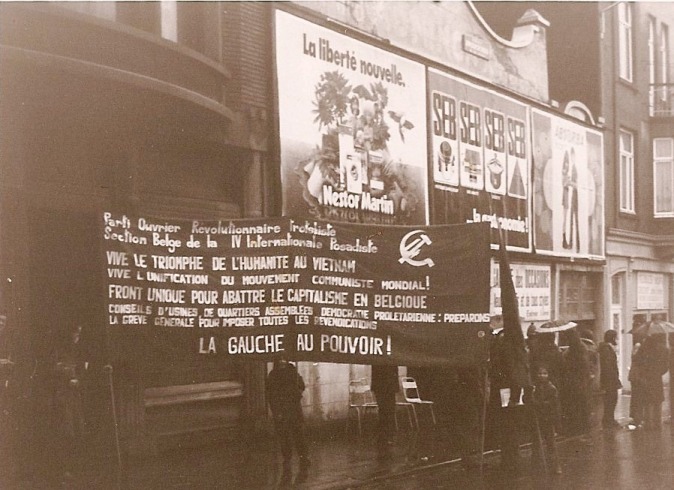 La liberté nouvelle.
Nestor Martin
SEB SEB SEB SEB
Parti Ouvrier Révolutionnaire Trotskiste
Section Belge de la IV Internationale Posadiste
VIVE LE TRIOMPHE DE L'HUMANITE AU VIETNAM
VIVE L'UNIFICATION DU MOUVEMENT COMMUNISTE MONDIAL!
FRONT UNIQUE POUR ABATTRE LE CAPITALISME EN BELGIQUE
CONSEILS D'USINES, DE QUARTIERS ASSEMBLÉES DEMOCRATIE PROLETARIENNE: PREPARONS
LA GREVE GENERALE POUR IMPOSER TOUTES LES REVENDICATIONS
LA GAUCHE AU POUVOIR!